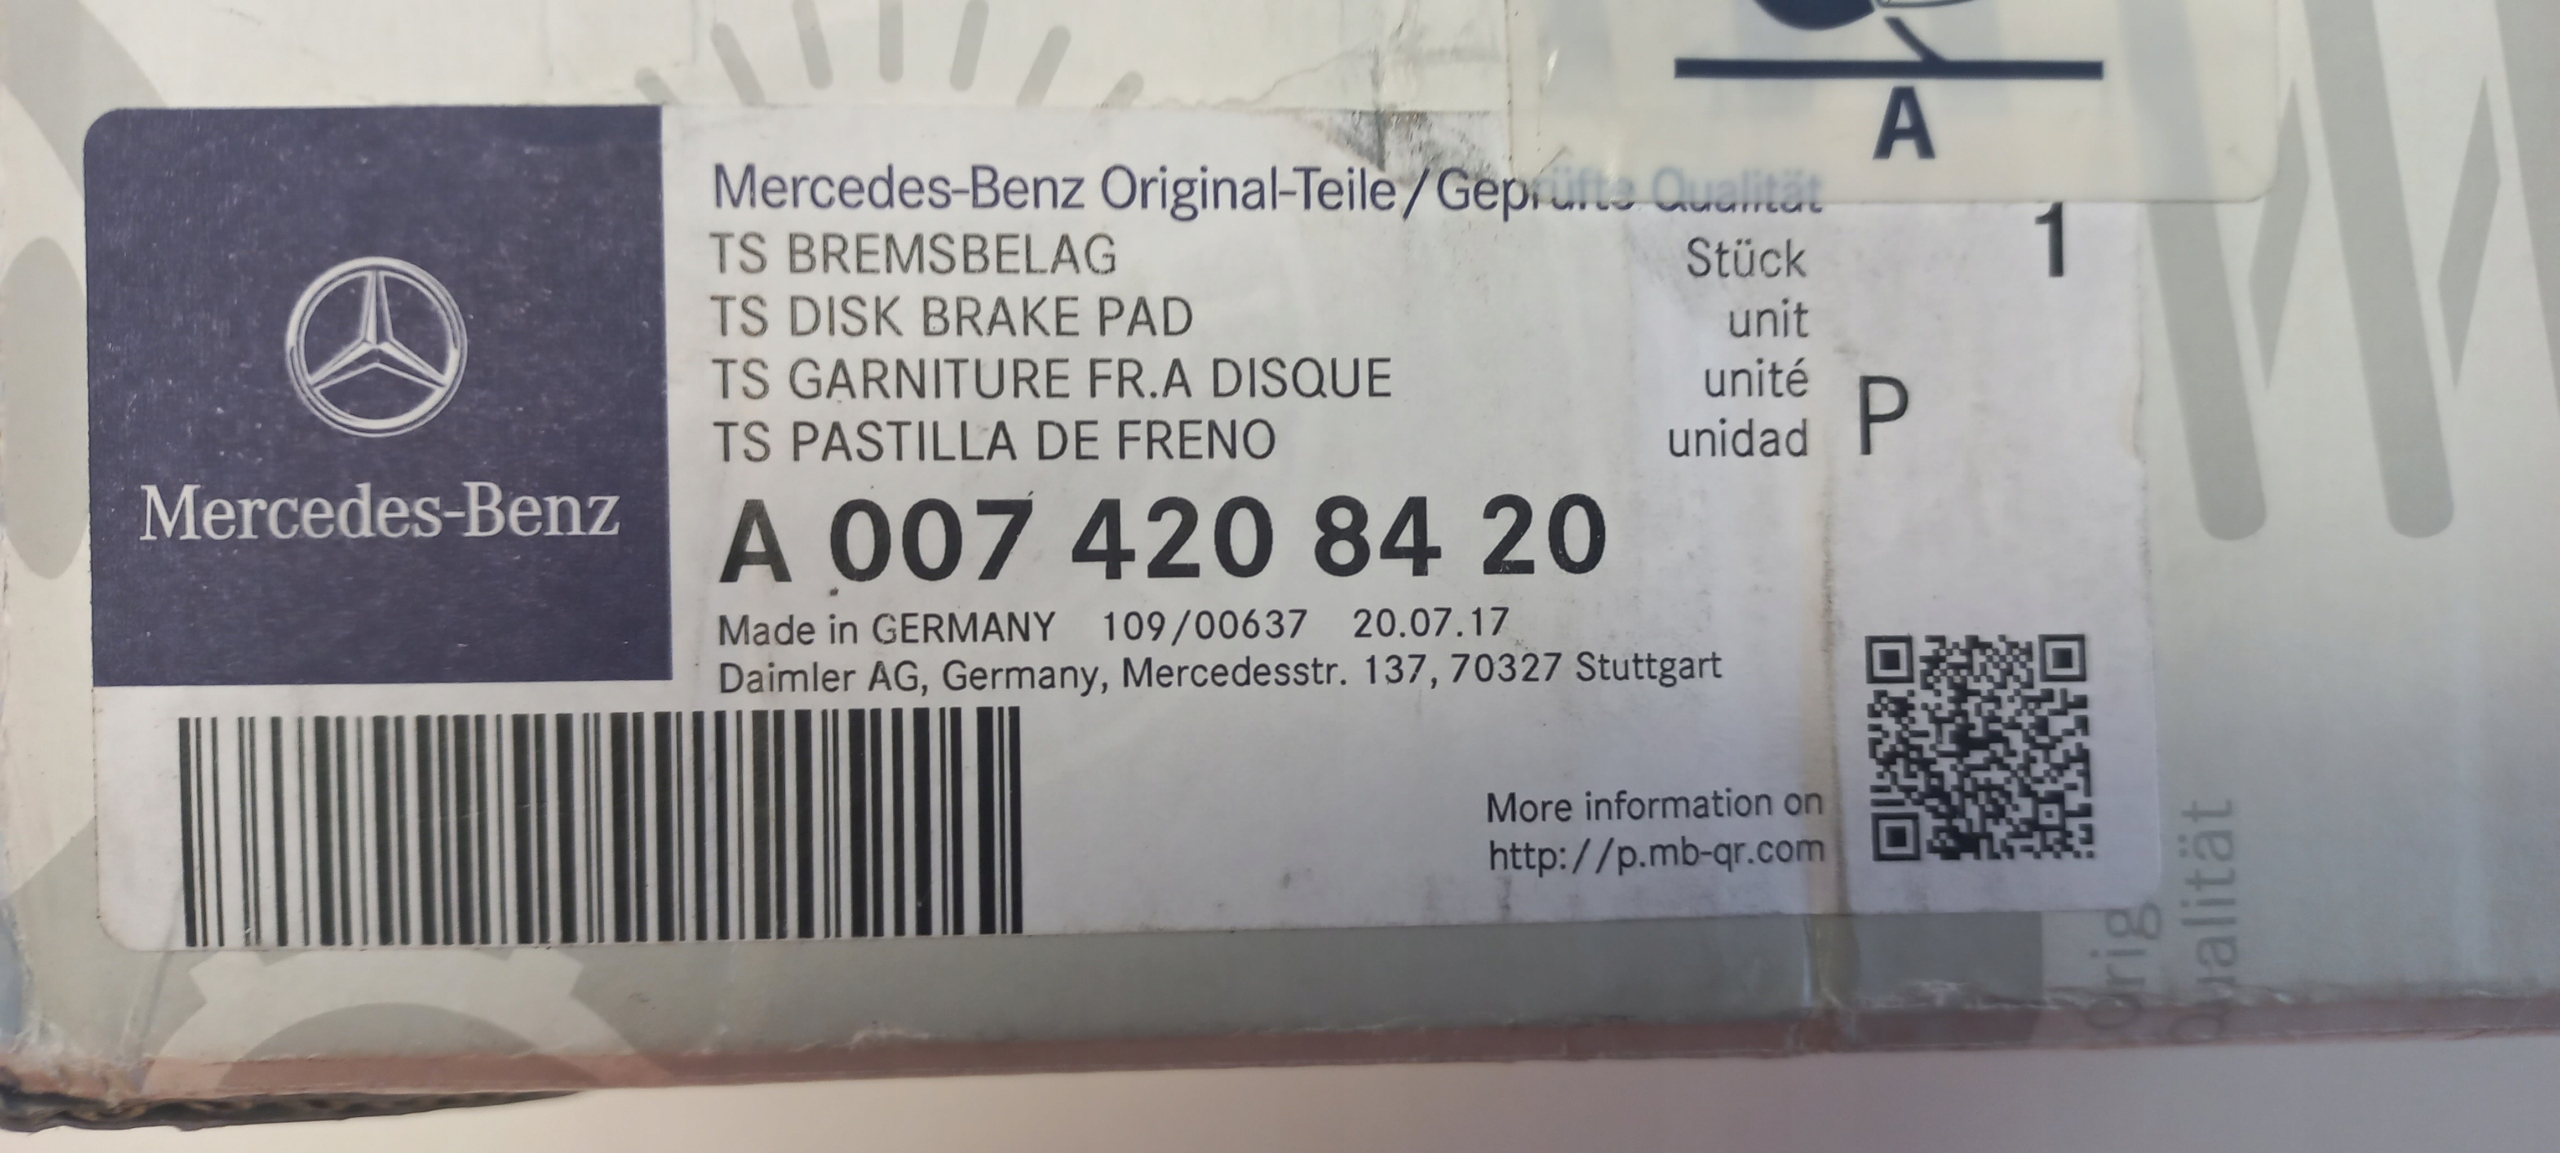 A
Mercedes-Benz
Mercedes-Benz Original-Teile/Geprüfte Qualität
TS BREMSBELAG
TS DISK BRAKE PAD
TS GARNITURE FR.A DISQUE
TS PASTILLA DE FRENO
Stück
unit
unité
unidad
P
1
A 007 420 84 20
Made in GERMANY 109/00637 20.07.17
Daimler AG, Germany, Mercedesstr. 137, 70327 Stuttgart
More information on
http://p.mb-qr.com
Qualität